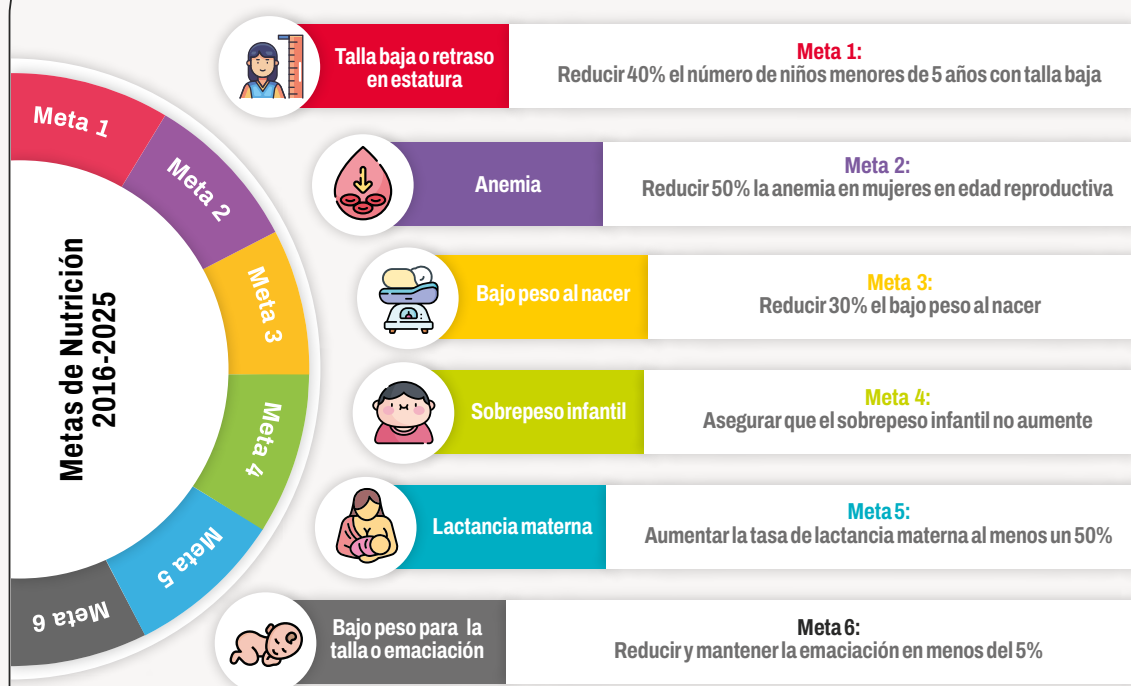 Metas de Nutrición
2016-2025
Meta 1
Meta 2
Meta 3
Meta 4
Meta 5
Meta 6
Talla baja o retraso
en estatura
Meta 1:
Reducir 40% el número de niños menores de 5 años con talla baja
Anemia
Meta 2:
Reducir 50% la anemia en mujeres en edad reproductiva
Bajo peso al nacer
Meta 3:
Reducir 30% el bajo peso al nacer
Sobrepeso infantil
Meta 4:
Asegurar que el sobrepeso infantil no aumente
Lactancia materna
Meta 5:
Aumentar la tasa de lactancia materna al menos un 50%
Bajo peso para la
talla o emaciación
Meta 6:
Reducir y mantener la emaciación en menos del 5%